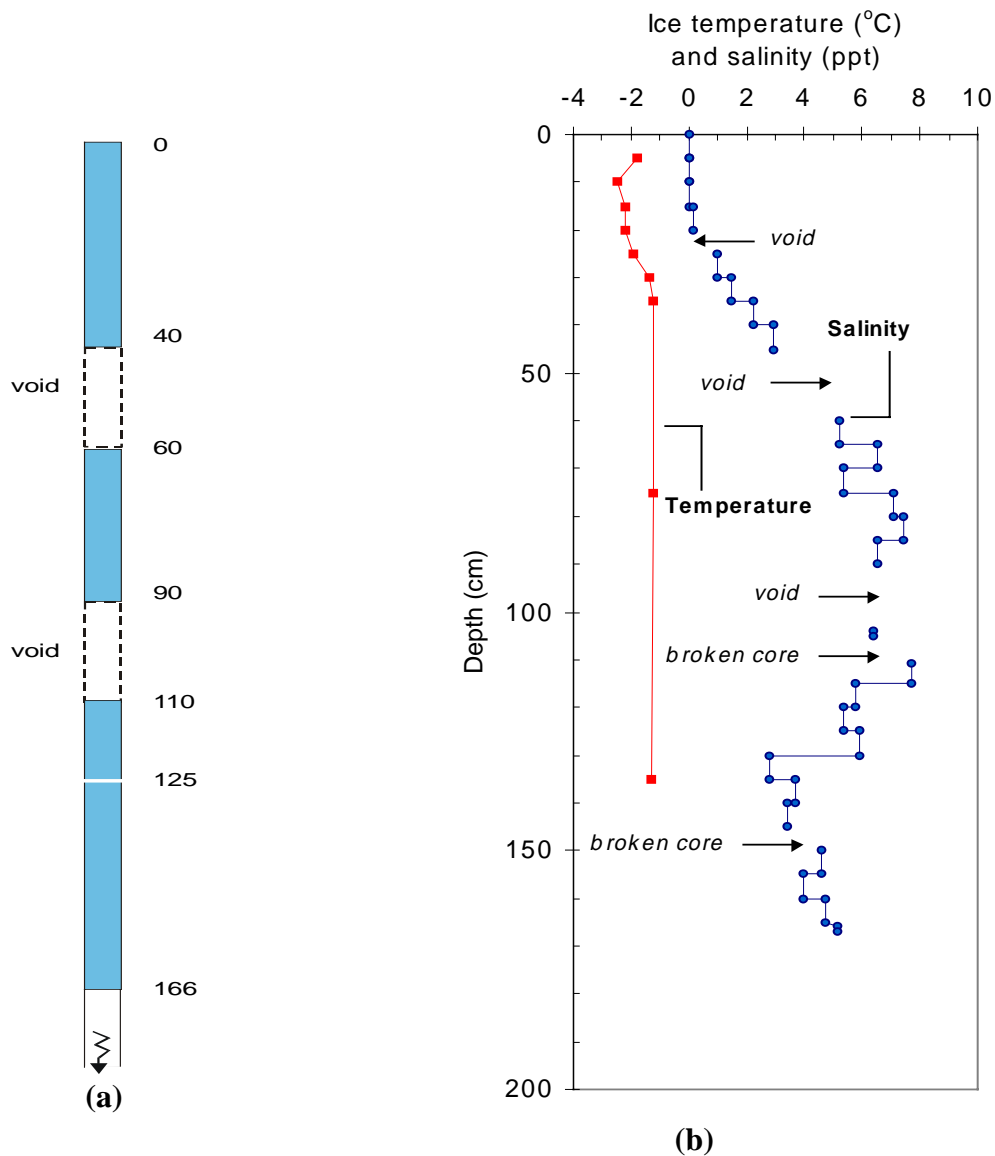 0
40
void
60
90
void
110
125
166
(a)
Ice temperature (°C)
and salinity (ppt)
-4 -2 0 2 4 6 8 10
0
50
100
150
200
Depth (cm)
void
Salinity
void
Temperature
void
broken core
broken core
(b)